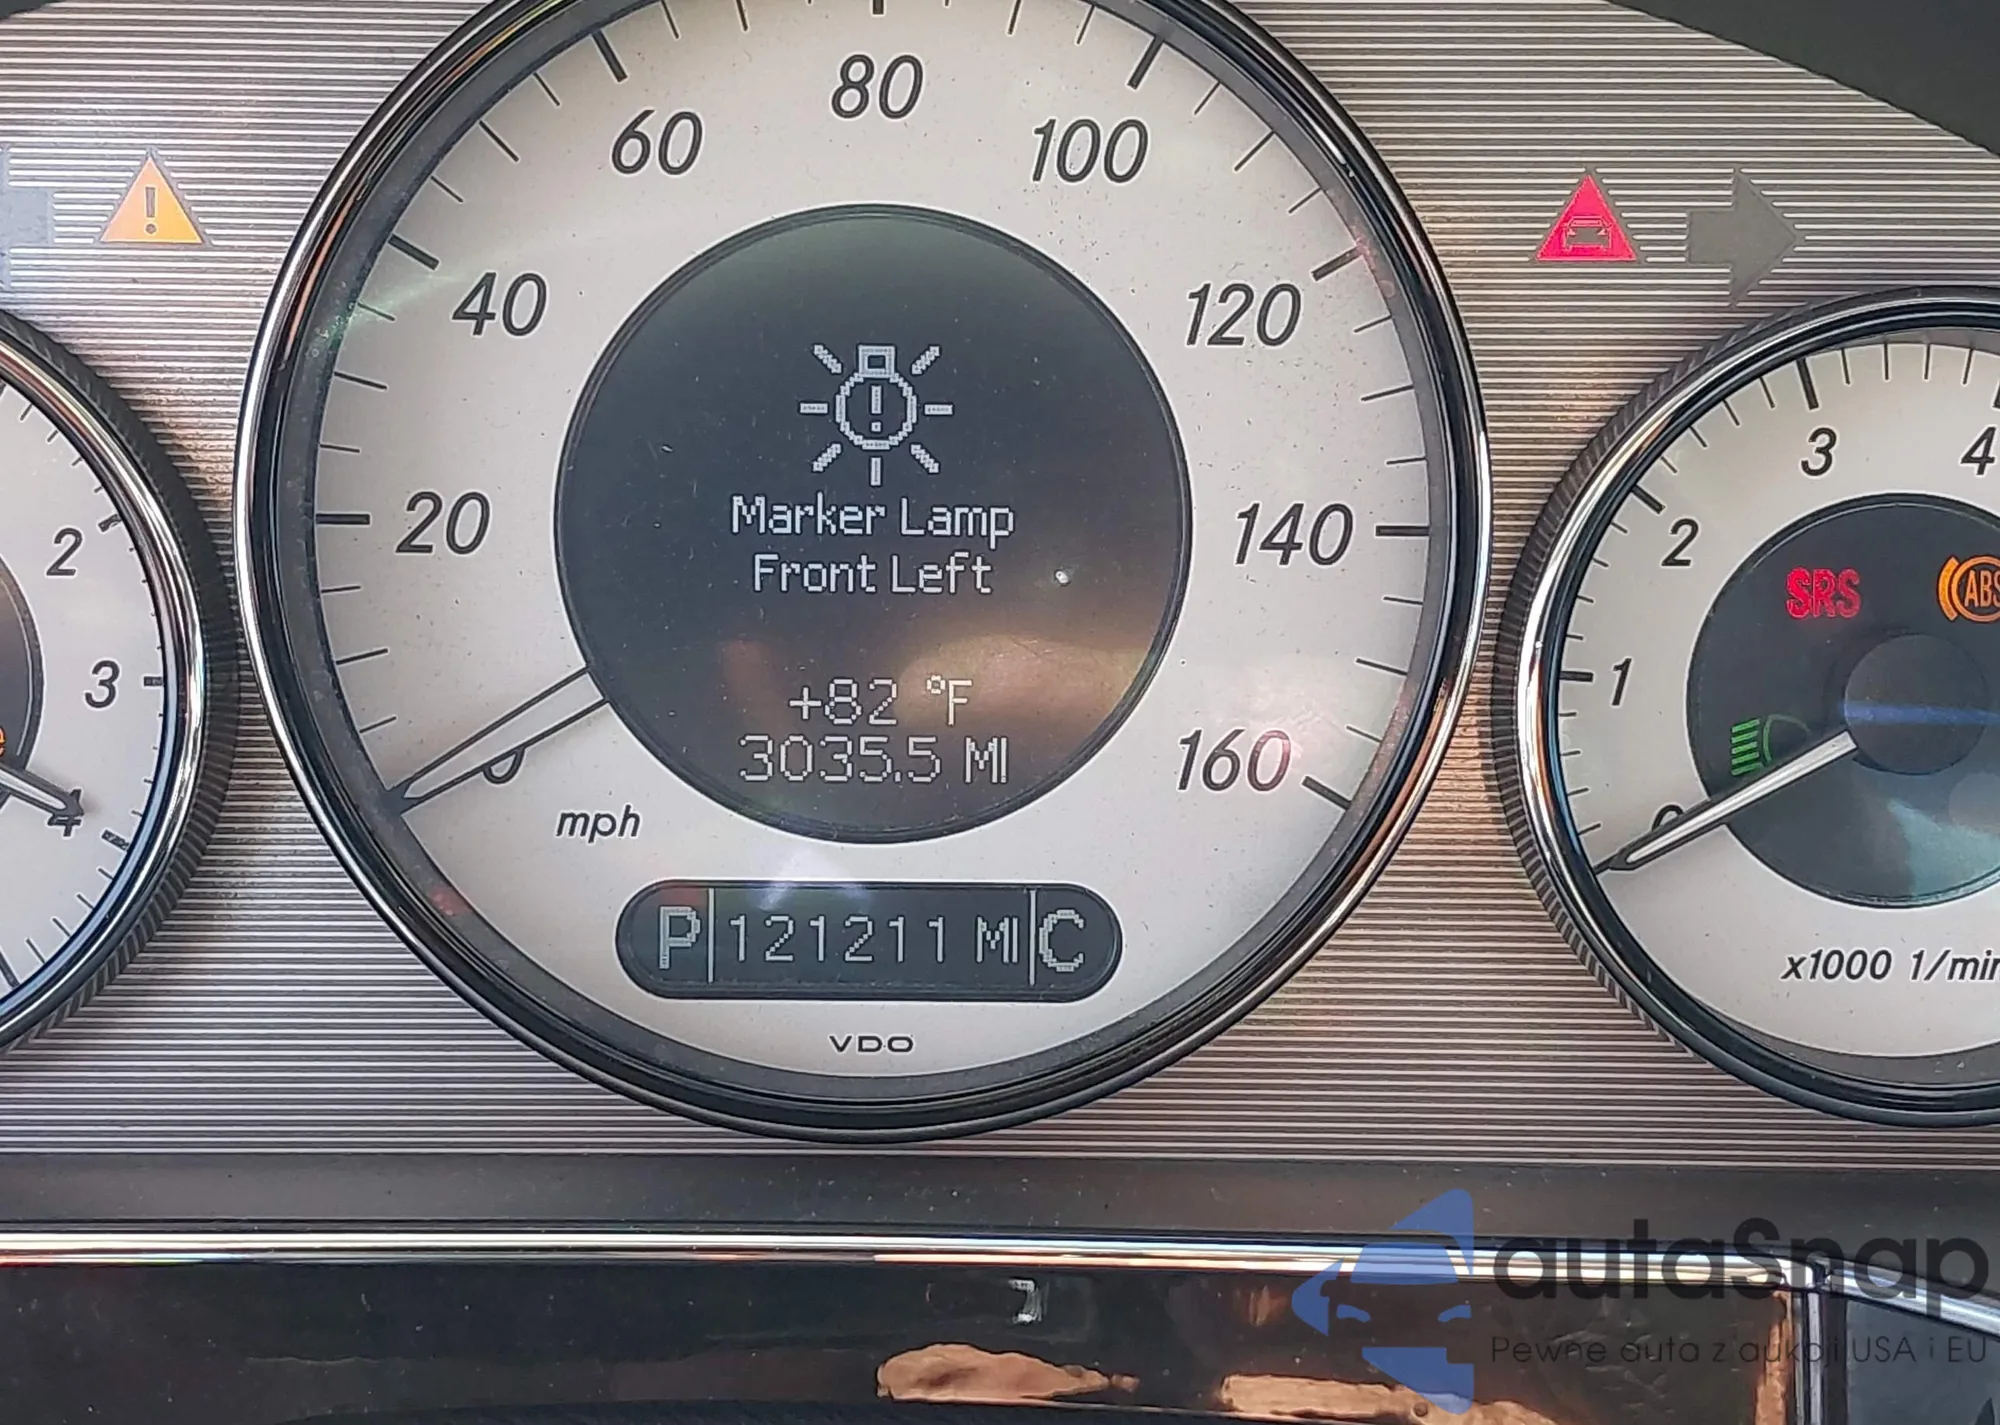 80
60
100
40
120
20
140
160
0
mph
Marker Lamp
Front Left
+82 °F
3035.5 MI
P 121211 MI C
VDO
2
3
4
3
4
2
1
0
SRS
ABS
x1000 1/min
autaSnap
Pewne auta z aukcji USA i EU